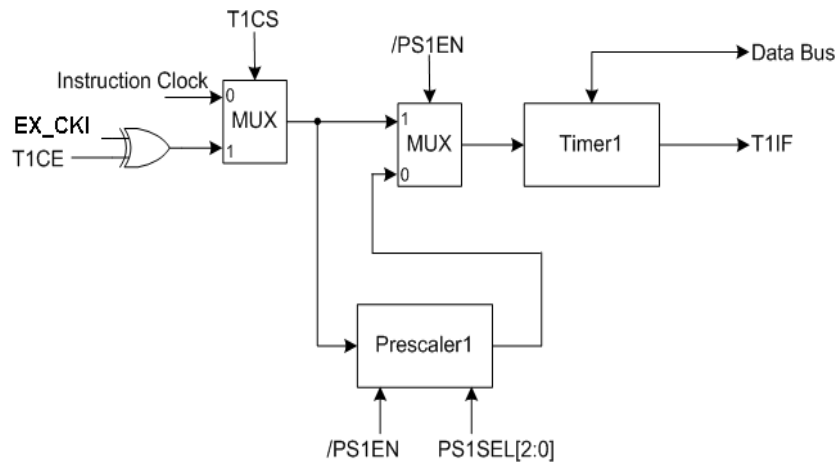 T1CS
/PS1EN
Data Bus
Instruction Clock
0
MUX
EX_CKI
T1CE
1
1
MUX
0
Timer1
T1IF
Prescaler1
/PS1EN
PS1SEL[2:0]